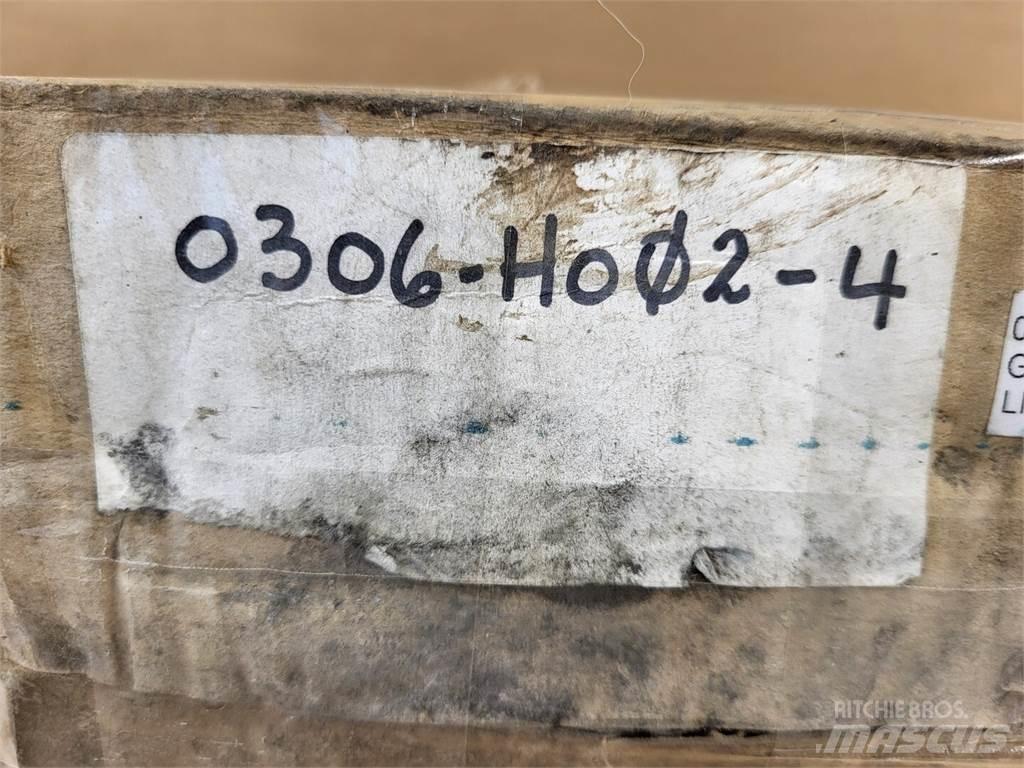 0306-H0Ø2-4
RITCHIE BROS.
MASCUS